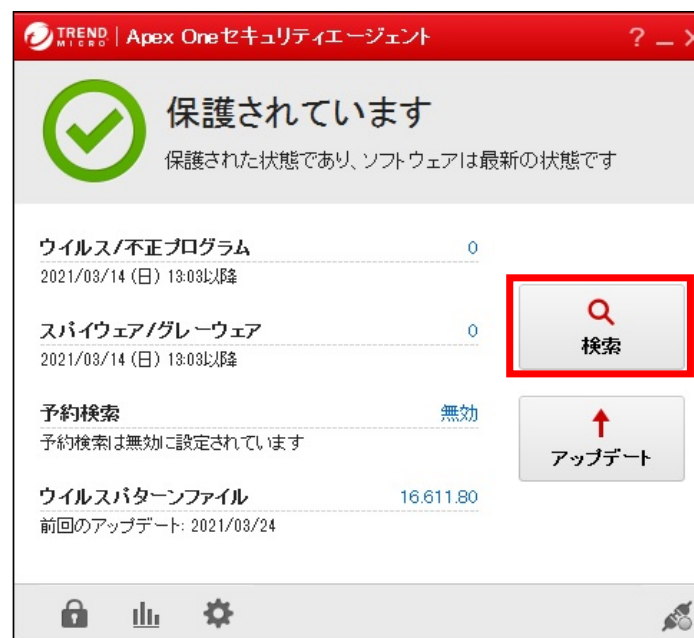 TREND MICRO | Apex Oneセキュリティエージェント ? _ ×
保護されています
保護された状態であり、ソフトウェアは最新の状態です
ウイルス/不正プログラム 0
2021/03/14 (日) 13:03以降
検索
スパイウェア/グレーウェア 0
2021/03/14 (日) 13:03以降
予約検索 無効
予約検索は無効に設定されています
アップデート
ウイルスパターンファイル 16.611.80
前回のアップデート: 2021/03/24